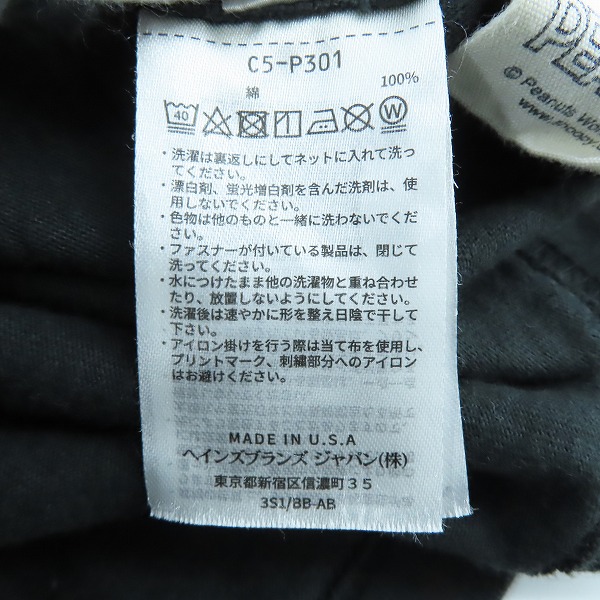 C5-P301
綿 100%
40 W
・洗濯は裏返しにしてネットに入れて洗っ
てください。
・漂白剤、蛍光増白剤を含んだ洗剤は、使
用しないでください。
・色物は他のものと一緒に洗わないでくだ
さい。
・ファスナーが付いている製品は、閉じて
洗ってください。
・水につけたまま他の洗濯物と重ね合わせ
たり、放置しないようにしてください。
・洗濯後は速やかに形を整え日陰で干して
下さい。
・アイロン掛けを行う際は当て布を使用し、
プリントマーク、刺繡部分へのアイロン
はお避けください。
MADE IN U.S.A
ヘインズブランズ ジャパン(株)
東京都新宿区信濃町３５
3S1/BB-AB
© Peanuts
www.snoopy